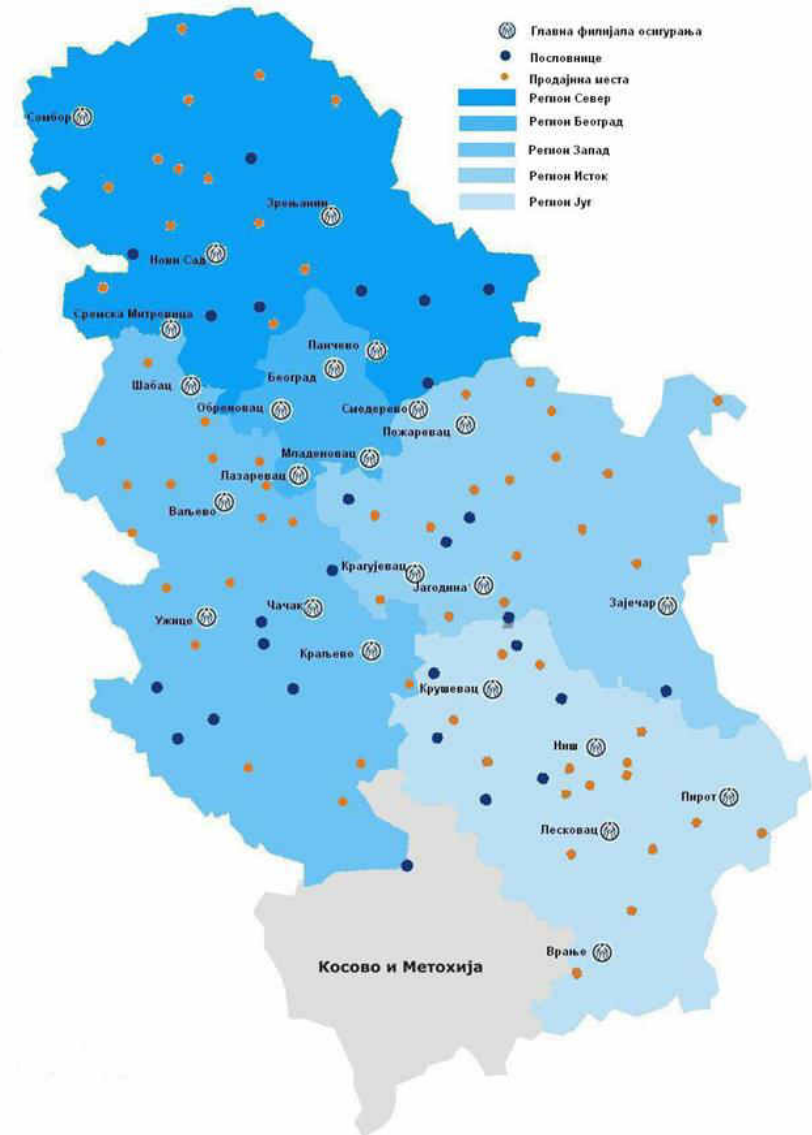 Главна филијала осигурања
Пословнице
Продајна места
Регион Север
Регион Београд
Регион Запад
Регион Исток
Регион Југ
Сомбор
Зрењанин
Нови Сад
Сремска Митровица
Панчево
Београд
Шабац
Обреновац
Смедерево
Пожаревац
Младеновац
Лазаревац
Ваљево
Крагујевац
Јагодина
Зајечар
Чачак
Ужице
Краљево
Крушевац
Ниш
Пирот
Лесковац
Врање
Косово и Метохија